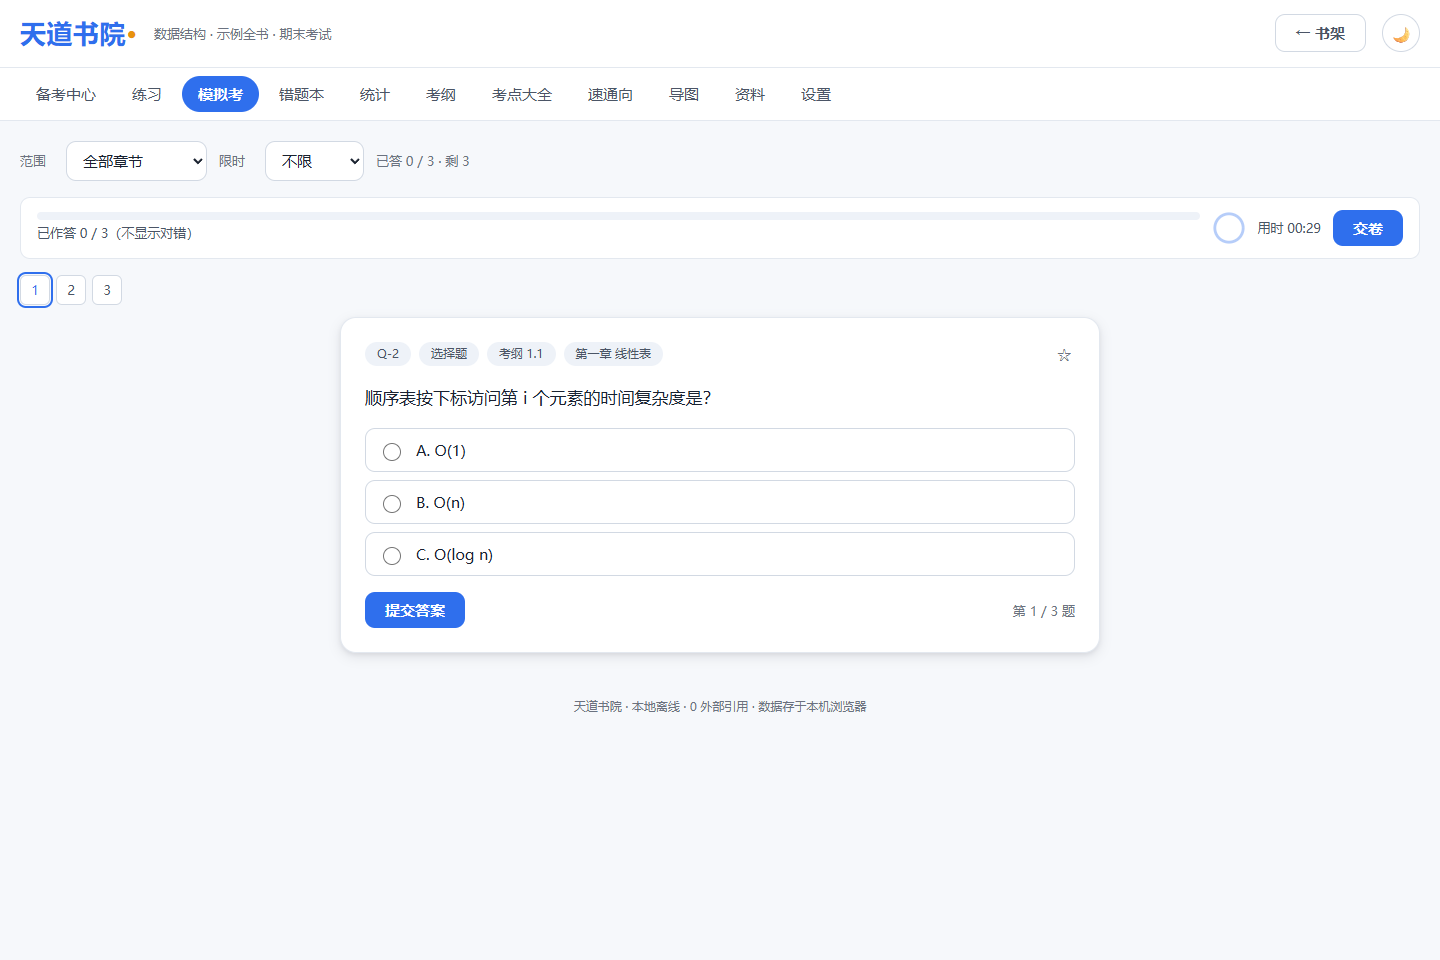 天道书院
数据结构 · 示例全书 · 期末考试
← 书架
备考中心 练习 模拟考 错题本 统计 考纲 考点大全 速通向 导图 资料 设置
范围 全部章节 限时 不限 已答 0 / 3 · 剩 3
已作答 0 / 3（不显示对错）
用时 00:29
交卷
1 2 3
Q-2 选择题 考纲 1.1 第一章 线性表 ☆
顺序表按下标访问第 i 个元素的时间复杂度是?
A. O(1)
B. O(n)
C. O(log n)
提交答案
第 1 / 3 题
天道书院 · 本地离线 · 0 外部引用 · 数据存于本机浏览器